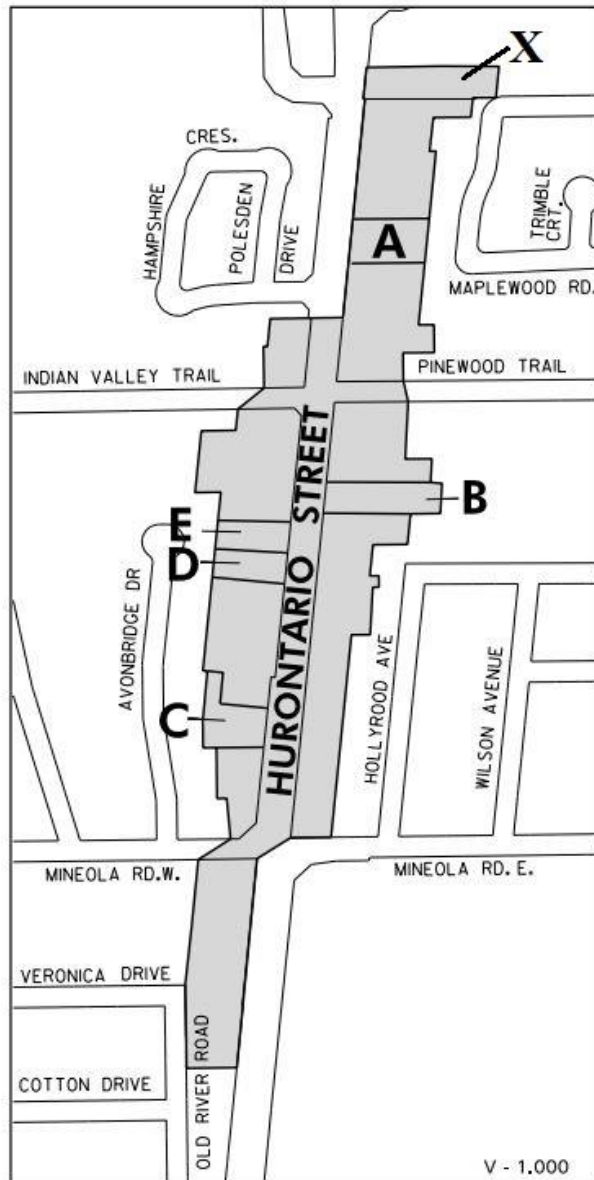 X
CRES.
HAMPSHIRE
POLESDEN
DRIVE
TRIMBLE
CRT.
A
MAPLEWOOD RD.
INDIAN VALLEY TRAIL
PINEWOOD TRAIL
HURONTARIO STREET
B
E
D
AVONBRIDGE DR
C
HOLLYROOD AVE
WILSON AVENUE
MINEOLA RD.W.
MINEOLA RD. E.
VERONICA DRIVE
OLD RIVER ROAD
COTTON DRIVE
V - 1.000